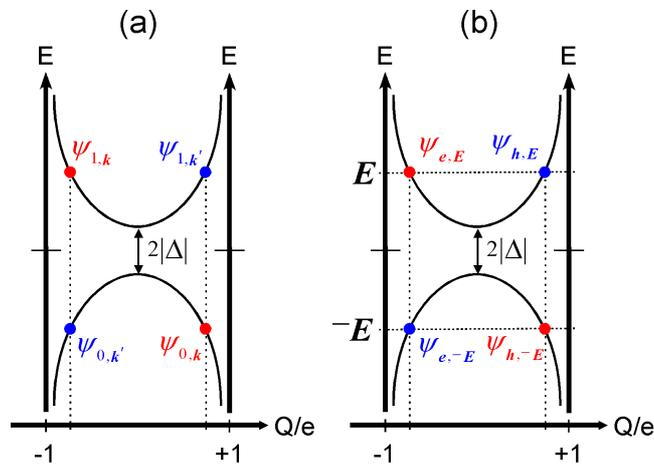 (a) (b)
E E E E
ψ1,k ψ1,k′ ψe,E ψh,E
E
2|Δ| 2|Δ|
−E
ψ0,k′ ψ0,k ψe,−E ψh,−E
Q/e Q/e
-1 +1 -1 +1